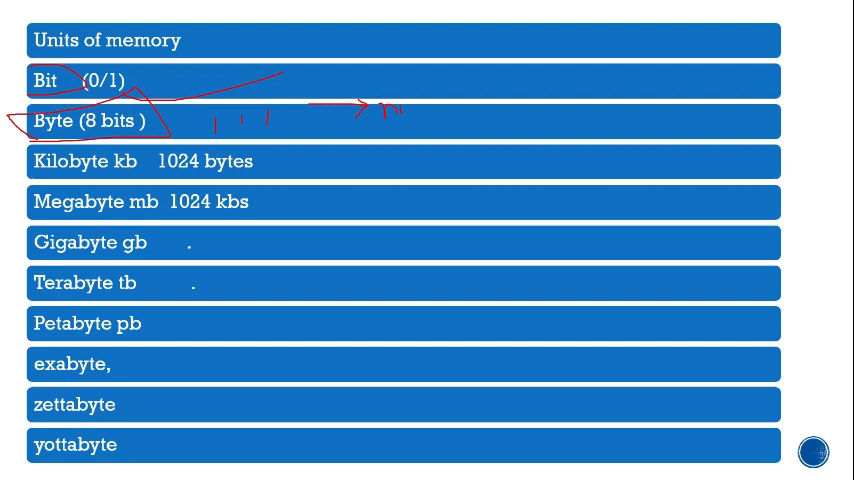 Units of memory
Bit (0/1)
Byte (8 bits )
Kilobyte kb 1024 bytes
Megabyte mb 1024 kbs
Gigabyte gb .
Terabyte tb .
Petabyte pb
exabyte,
zettabyte
yottabyte